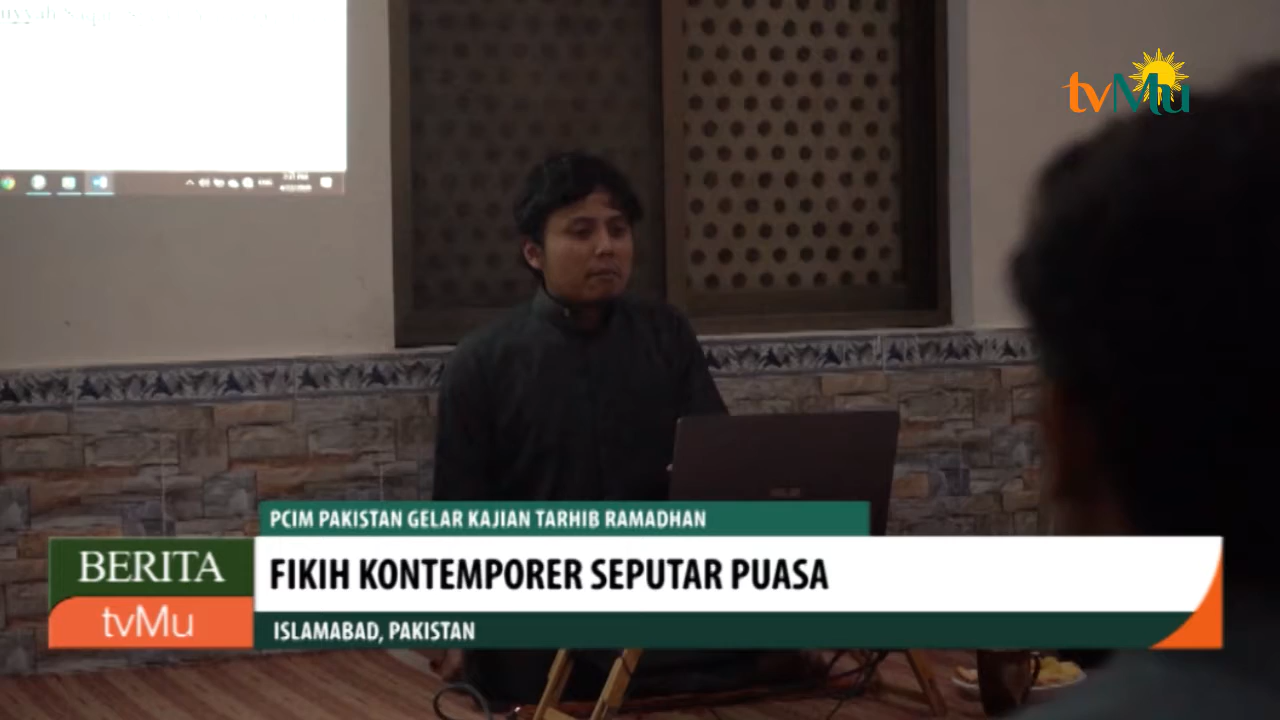 tvMu
PCIM PAKISTAN GELAR KAJIAN TARHIB RAMADHAN
BERITA
FIKIH KONTEMPORER SEPUTAR PUASA
tvMu
ISLAMABAD, PAKISTAN